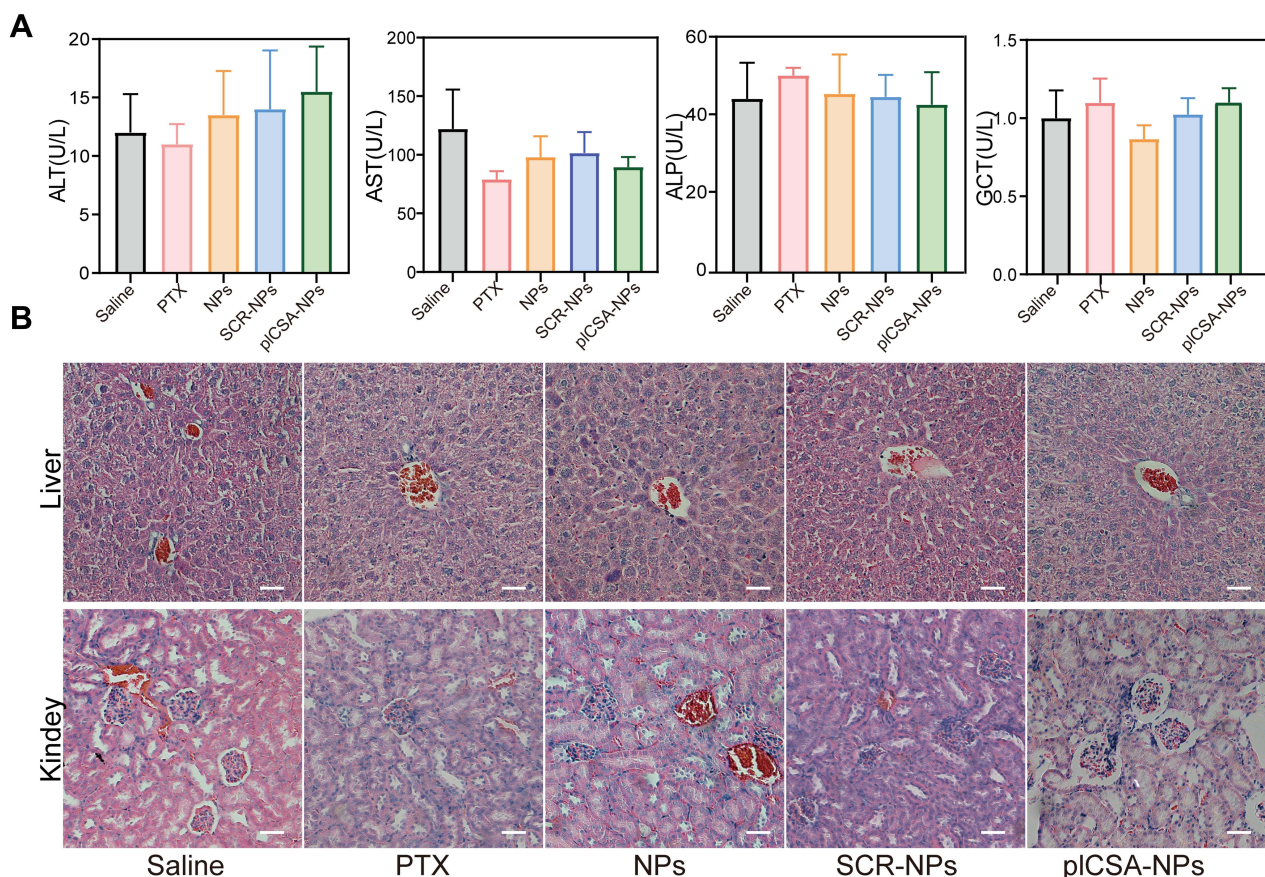 A
ALT(U/L)
20
15
10
5
0
Saline
PTX
NPs
SCR-NPs
plCSA-NPs
AST(U/L)
200
150
100
50
0
Saline
PTX
NPs
SCR-NPs
plCSA-NPs
ALP(U/L)
60
40
20
0
Saline
PTX
NPs
SCR-NPs
plCSA-NPs
GCT(U/L)
1.5
1.0
0.5
0.0
Saline
PTX
NPs
SCR-NPs
plCSA-NPs
B
Liver
Kindey
Saline
PTX
NPs
SCR-NPs
plCSA-NPs